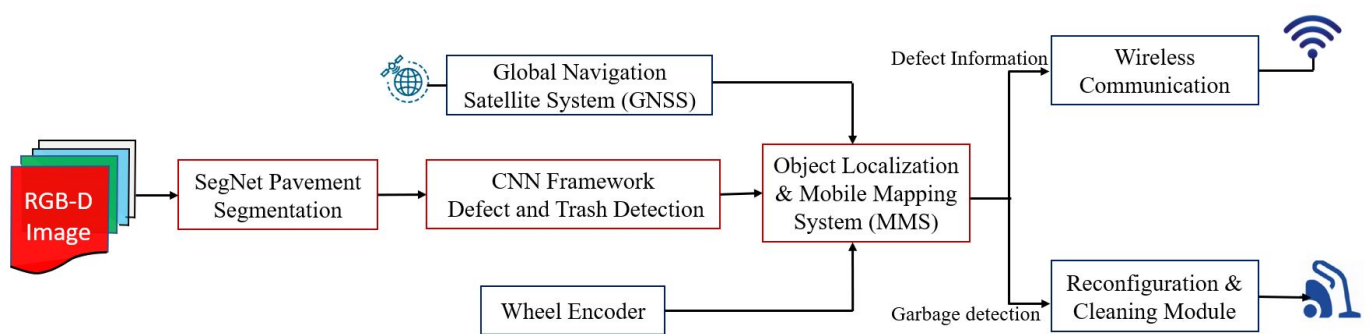 RGB-D
Image
SegNet Pavement
Segmentation
CNN Framework
Defect and Trash Detection
Global Navigation
Satellite System (GNSS)
Wheel Encoder
Object Localization
& Mobile Mapping
System (MMS)
Defect Information
Wireless
Communication
Garbage detection
Reconfiguration &
Cleaning Module